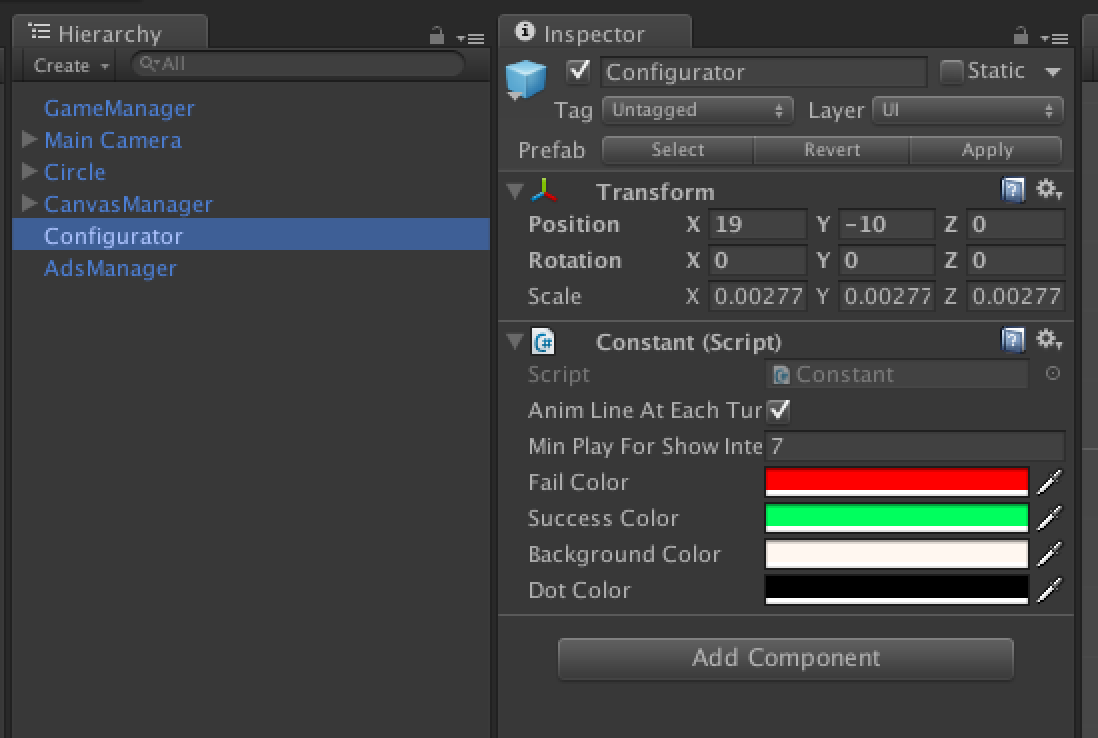 Hierarchy
Create All
GameManager
Main Camera
Circle
CanvasManager
Configurator
AdsManager
Inspector
Configurator Static
Tag Untagged Layer UI
Prefab Select Revert Apply
Transform
Position X 19 Y -10 Z 0
Rotation X 0 Y 0 Z 0
Scale X 0.00277 Y 0.00277 Z 0.00277
C# Constant (Script)
Script Constant
Anim Line At Each Tur
Min Play For Show Inte 7
Fail Color
Success Color
Background Color
Dot Color
Add Component